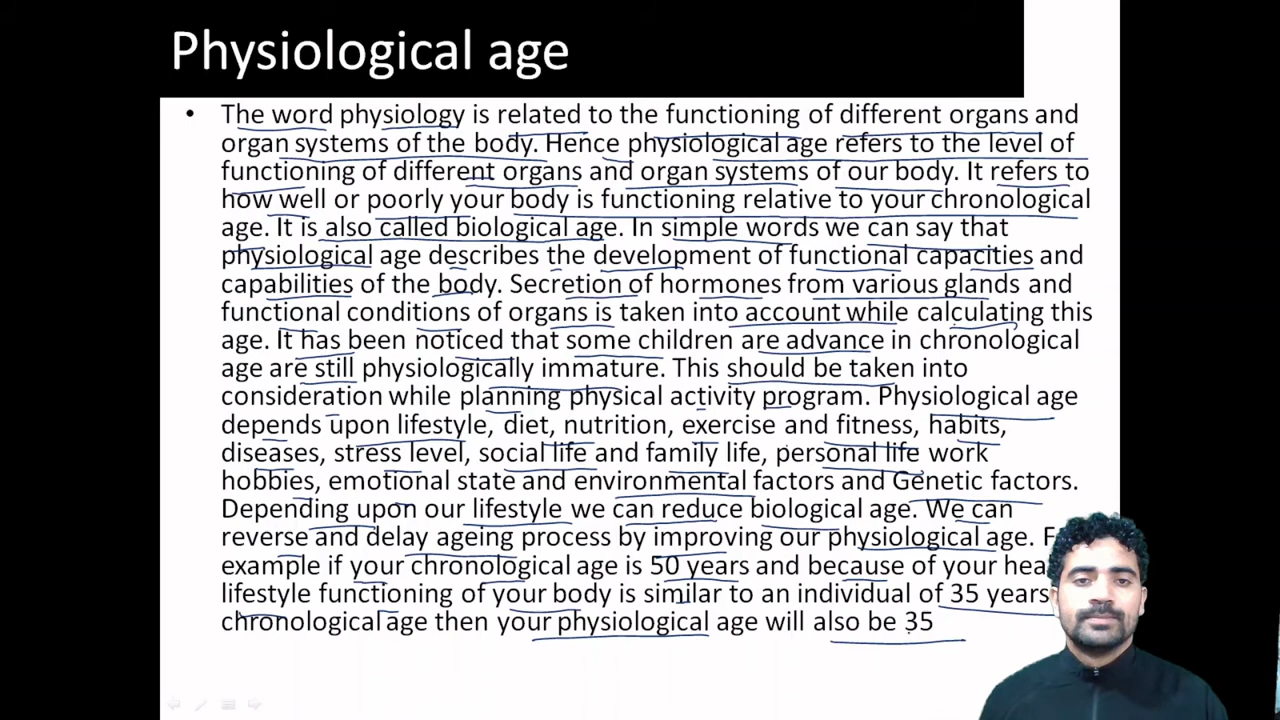 Physiological age
• The word physiology is related to the functioning of different organs and
organ systems of the body. Hence physiological age refers to the level of
functioning of different organs and organ systems of our body. It refers to
how well or poorly your body is functioning relative to your chronological
age. It is also called biological age. In simple words we can say that
physiological age describes the development of functional capacities and
capabilities of the body. Secretion of hormones from various glands and
functional conditions of organs is taken into account while calculating this
age. It has been noticed that some children are advance in chronological
age are still physiologically immature. This should be taken into
consideration while planning physical activity program. Physiological age
depends upon lifestyle, diet, nutrition, exercise and fitness, habits,
diseases, stress level, social life and family life, personal life work
hobbies, emotional state and environmental factors and Genetic factors.
Depending upon our lifestyle we can reduce biological age. We can
reverse and delay ageing process by improving our physiological age.
example if your chronological age is 50 years and because of your
lifestyle functioning of your body is similar to an individual of 35 years
chronological age then your physiological age will also be 35